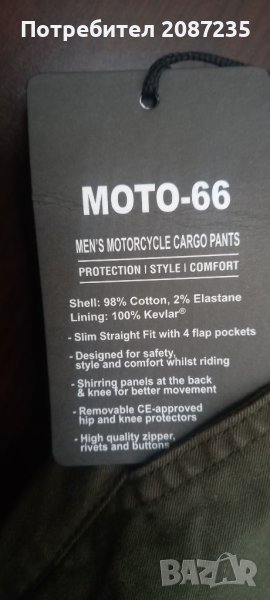 Потребител 2087235
MOTO-66
MEN'S MOTORCYCLE CARGO PANTS
PROTECTION | STYLE | COMFORT
Shell: 98% Cotton, 2% Elastane
Lining: 100% Kevlar®
- Slim Straight Fit with 4 flap pockets
- Designed for safety,
style and comfort whilst riding
- Shirring panels at the back
& knee for better movement
- Removable CE-approved
hip and knee protectors
- High quality zipper,
rivets and buttons
BAZAR